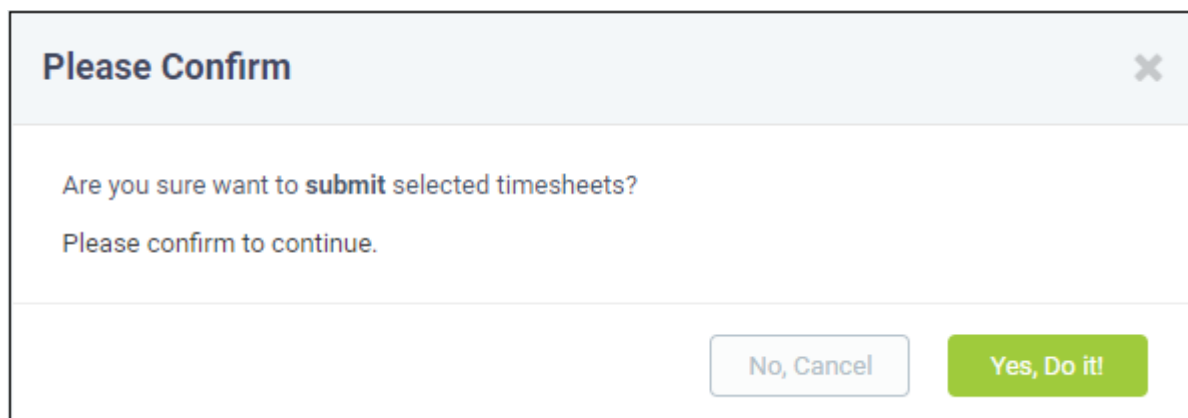 Please Confirm
Are you sure want to submit selected timesheets?
Please confirm to continue.
No, Cancel
Yes, Do it!